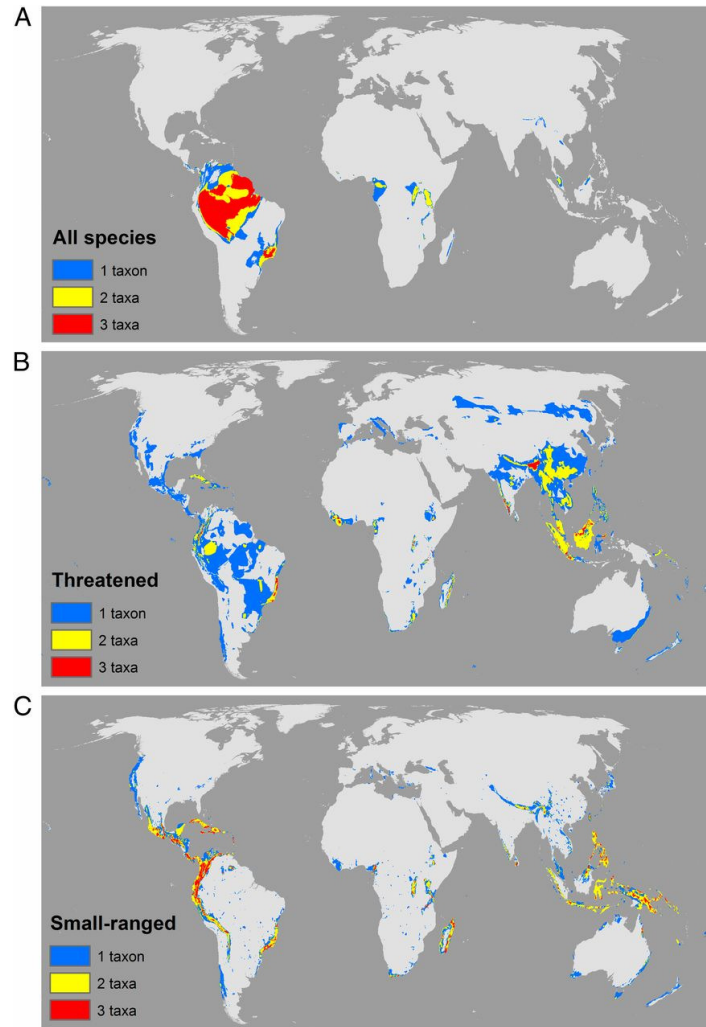 A
All species
1 taxon
2 taxa
3 taxa
B
Threatened
1 taxon
2 taxa
3 taxa
C
Small-ranged
1 taxon
2 taxa
3 taxa